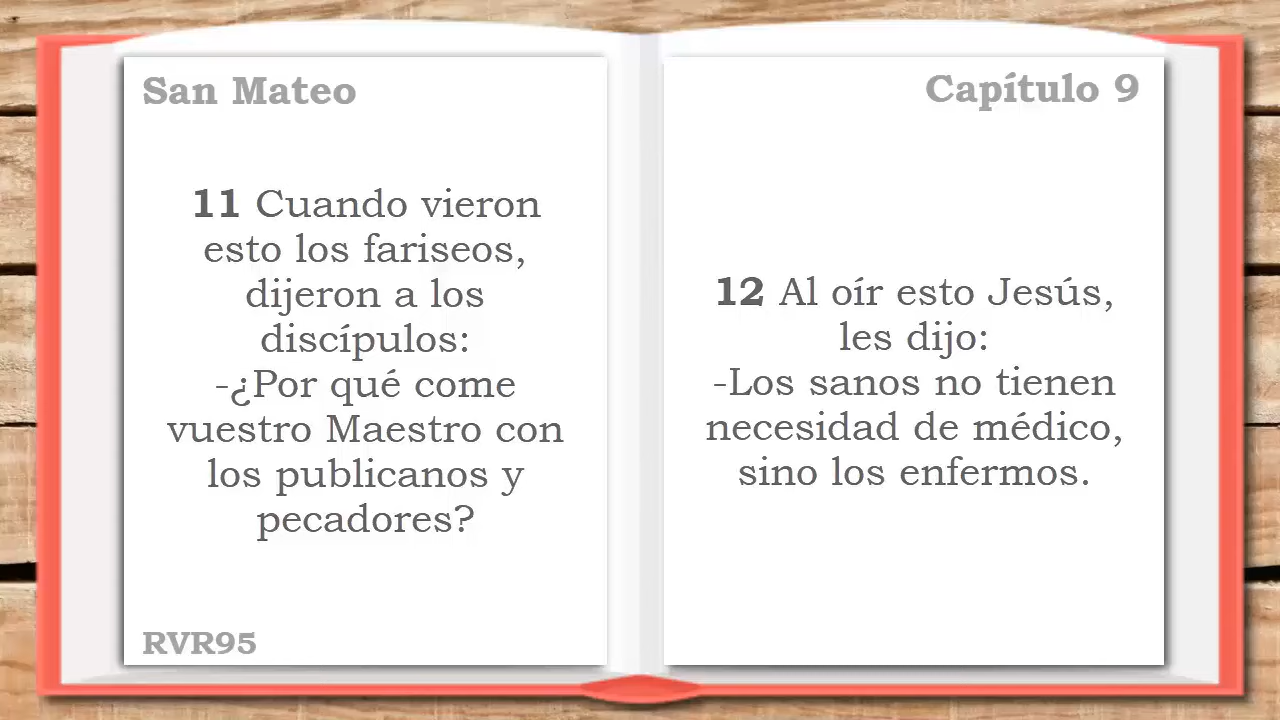 San Mateo
11 Cuando vieron
esto los fariseos,
dijeron a los
discípulos:
-¿Por qué come
vuestro Maestro con
los publicanos y
pecadores?
RVR95
Capítulo 9
12 Al oír esto Jesús,
les dijo:
-Los sanos no tienen
necesidad de médico,
sino los enfermos.